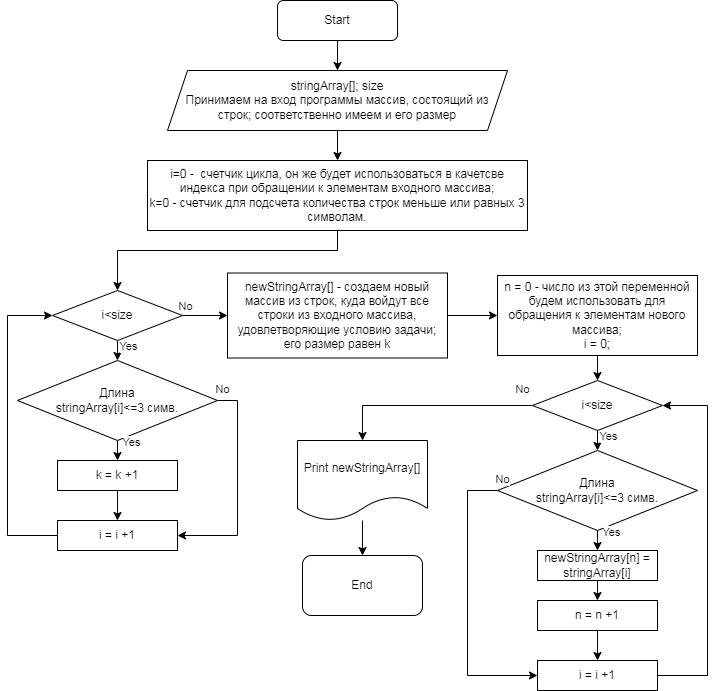 Start
stringArray[]; size
Принимаем на вход программы массив, состоящий из
строк; соответственно имеем и его размер
i=0 - счетчик цикла, он же будет использоваться в качетсве
индекса при обращении к элементам входного массива;
k=0 - счетчик для подсчета количества строк меньше или равных 3
символам.
i<size
No
Yes
Длина
stringArray[i]<=3 симв.
No
Yes
k = k +1
i = i +1
newStringArray[] - создаем новый
массив из строк, куда войдут все
строки из входного массива,
удовлетворяющие условию задачи;
его размер равен k
n = 0 - число из этой переменной
будем использовать для
обращения к элементам нового
массива;
i = 0;
i<size
No
Yes
Длина
stringArray[i]<=3 симв.
No
Yes
newStringArray[n] =
stringArray[i]
n = n +1
i = i +1
Print newStringArray[]
End